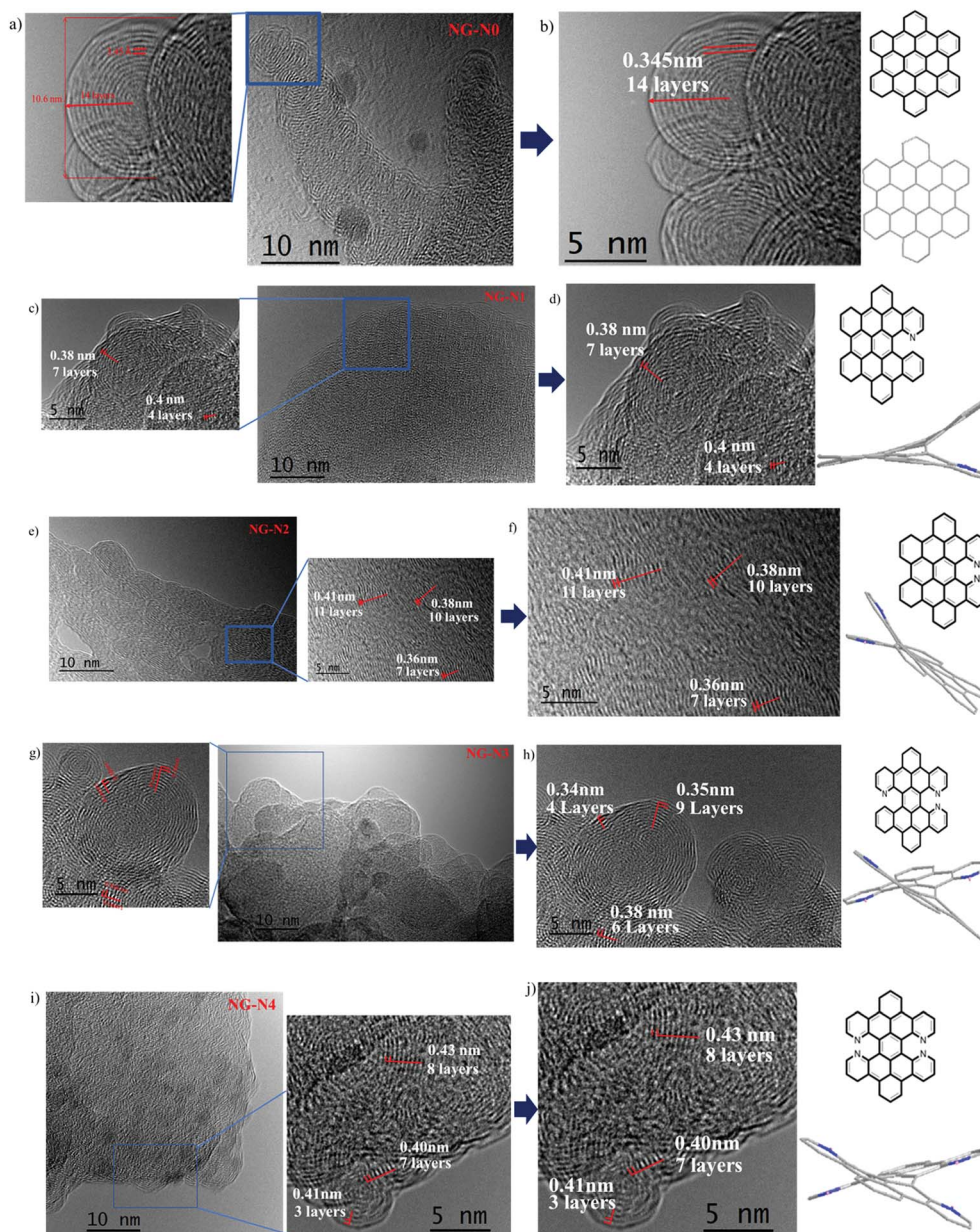 a)
10.6 nm
14 layers
NG-N0
10 nm
b)
0.345nm
14 layers
5 nm
c)
0.38 nm
7 layers
0.4 nm
4 layers
5 nm
NG-N1
10 nm
d)
0.38 nm
7 layers
0.4 nm
4 layers
5 nm
N
e)
NG-N2
10 nm
0.41nm
11 layers
0.38nm
10 layers
0.36nm
7 layers
5 nm
f)
0.41nm
11 layers
0.38nm
10 layers
0.36nm
7 layers
5 nm
N
N
g)
5 nm
NG-N3
10 nm
h)
0.34nm
4 Layers
0.35nm
9 Layers
0.38 nm
6 Layers
5 nm
N
N
N
i)
NG-N4
10 nm
0.43 nm
8 layers
0.40nm
7 layers
0.41nm
3 layers
5 nm
j)
0.43 nm
8 layers
0.40nm
7 layers
0.41nm
3 layers
5 nm
N N
N N